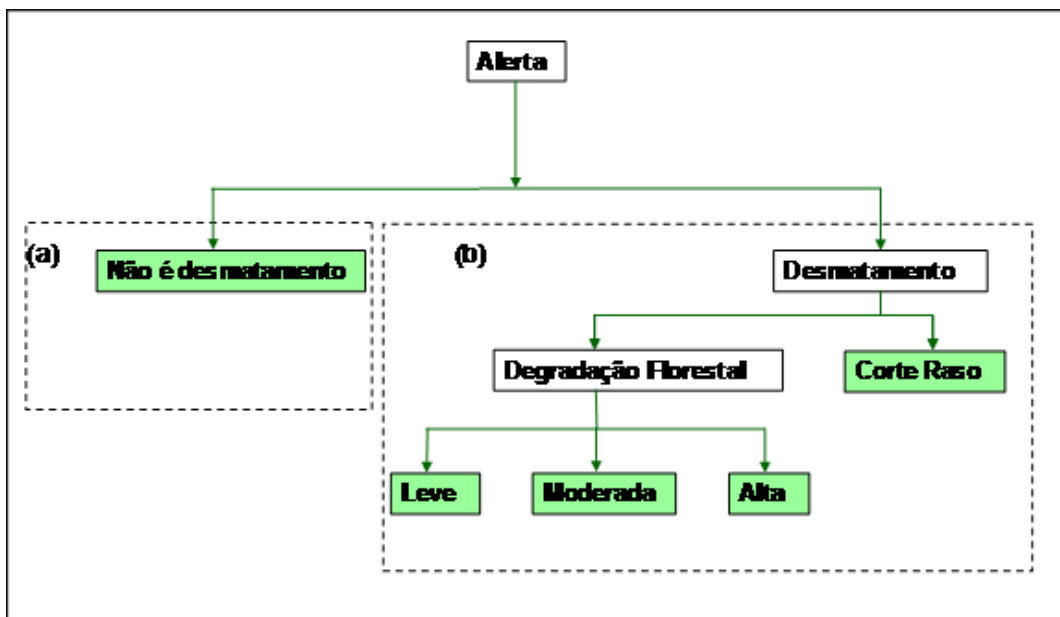 Alerta
(a)
Não é desmatamento
(b)
Desmatamento
Degradação Florestal
Corte Raso
Leve
Moderada
Alta